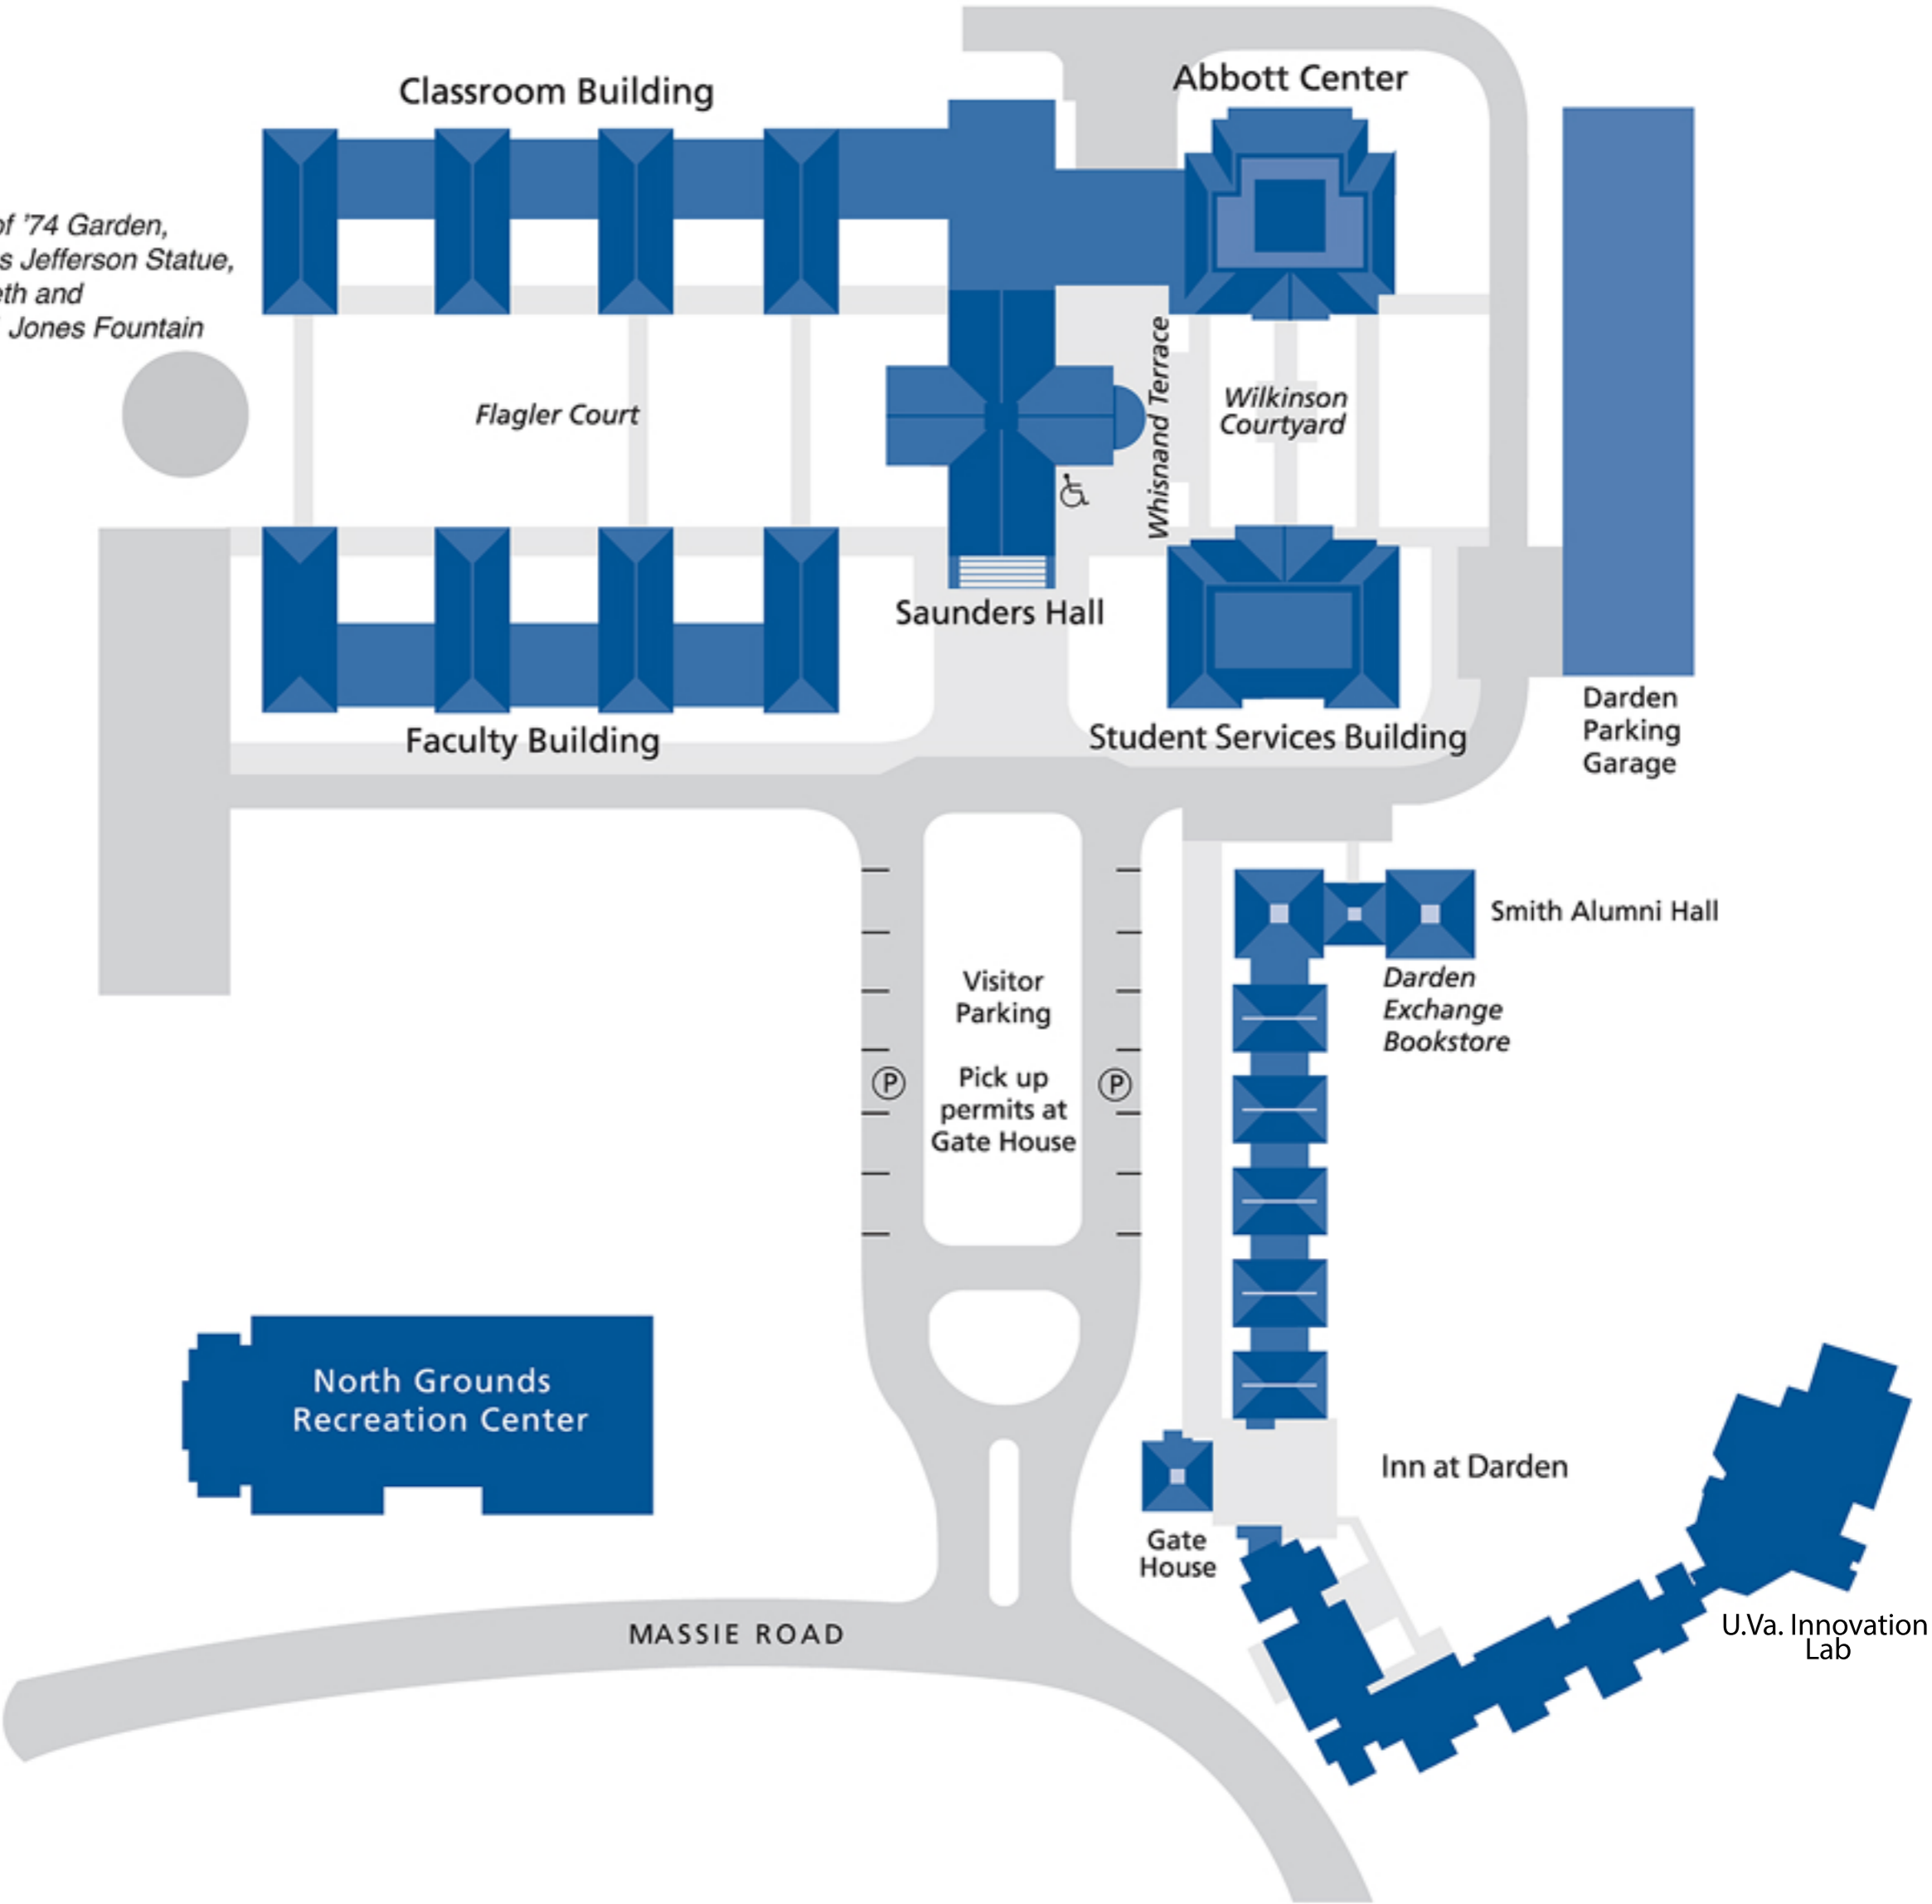 Classroom Building
Abbott Center
of ’74 Garden,
s Jefferson Statue,
eth and
Jones Fountain
Flagler Court
Whisnand Terrace
Wilkinson
Courtyard
Saunders Hall
Faculty Building
Student Services Building
Darden
Parking
Garage
Smith Alumni Hall
Darden
Exchange
Bookstore
Visitor
Parking
Pick up
permits at
Gate House
P
P
North Grounds
Recreation Center
Inn at Darden
Gate
House
U.Va. Innovation
Lab
MASSIE ROAD